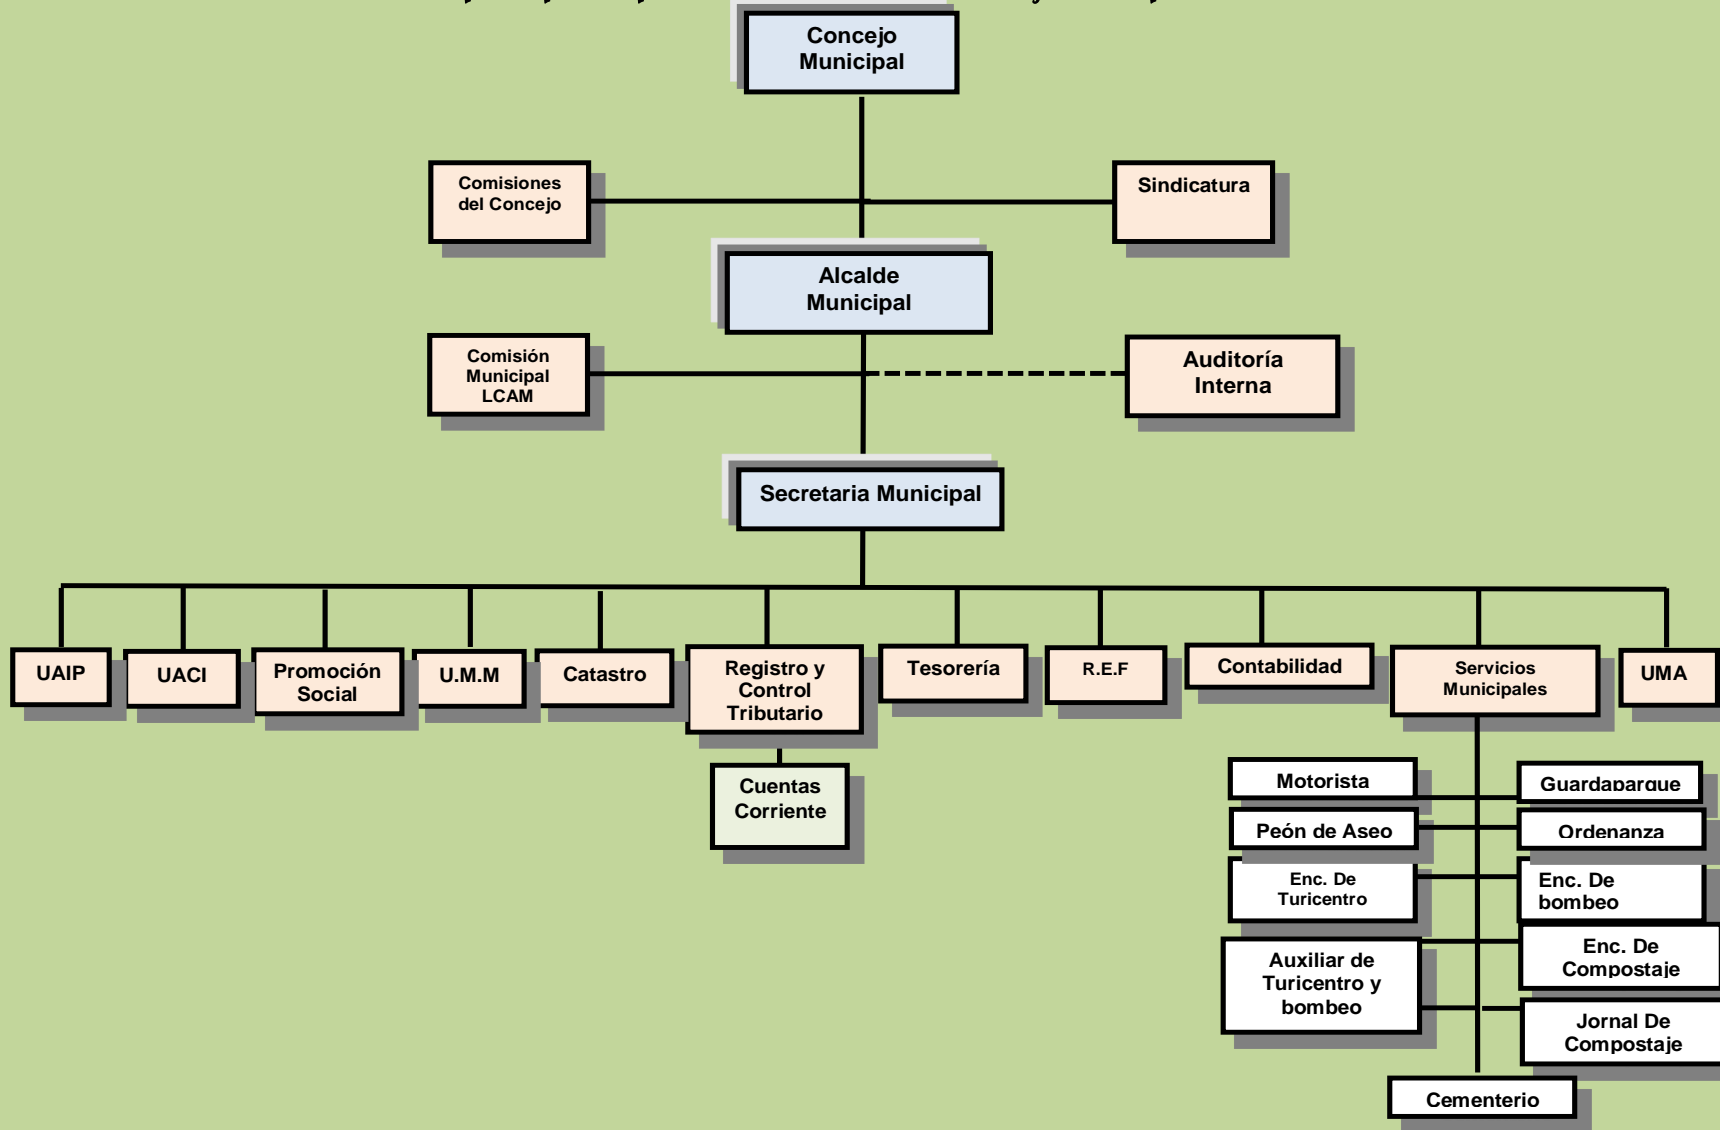 Concejo
Municipal
Comisiones
del Concejo
Sindicatura
Alcalde
Municipal
Comisión
Municipal
LCAM
Auditoría
Interna
Secretaria Municipal
UAIP
UACI
Promoción
Social
U.M.M
Catastro
Registro y
Control
Tributario
Tesorería
R.E.F
Contabilidad
Servicios
Municipales
UMA
Cuentas
Corriente
Motorista
Guardaparque
Peón de Aseo
Ordenanza
Enc. De
Turicentro
Enc. De
bombeo
Auxiliar de
Turicentro y
bombeo
Enc. De
Compostaje
Jornal De
Compostaje
Cementerio